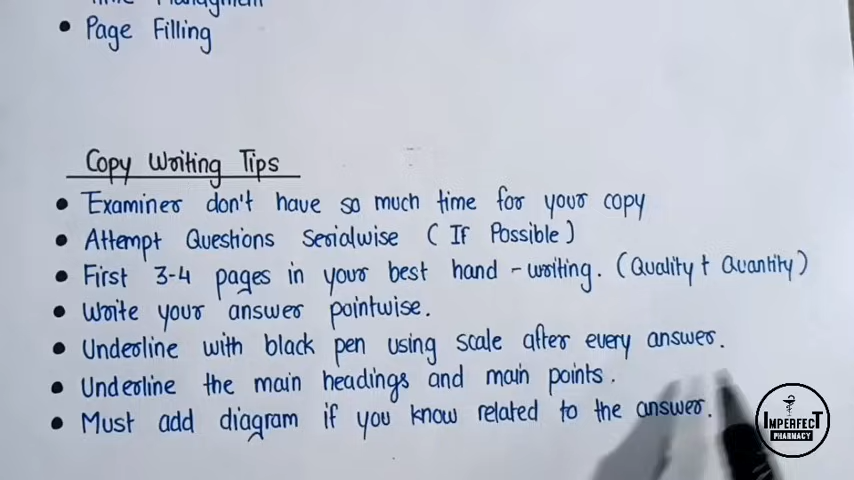 Time Managment
• Page Filling
Copy Writing Tips
• Examiner don't have so much time for your copy
• Attempt Questions Serialwise (If Possible)
• First 3-4 pages in your best hand-writing. (Quality + Quantity)
• Write your answer pointwise.
• Underline with black pen using scale after every answer.
• Underline the main headings and main points.
• Must add diagram if you know related to the answer.
IMPERFECT
PHARMACY